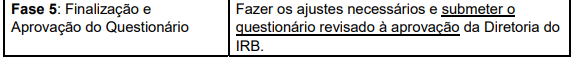 Fase 5: Finalização e
Aprovação do Questionário
Fazer os ajustes necessários e submeter o
questionário revisado à aprovação da Diretoria do
IRB.